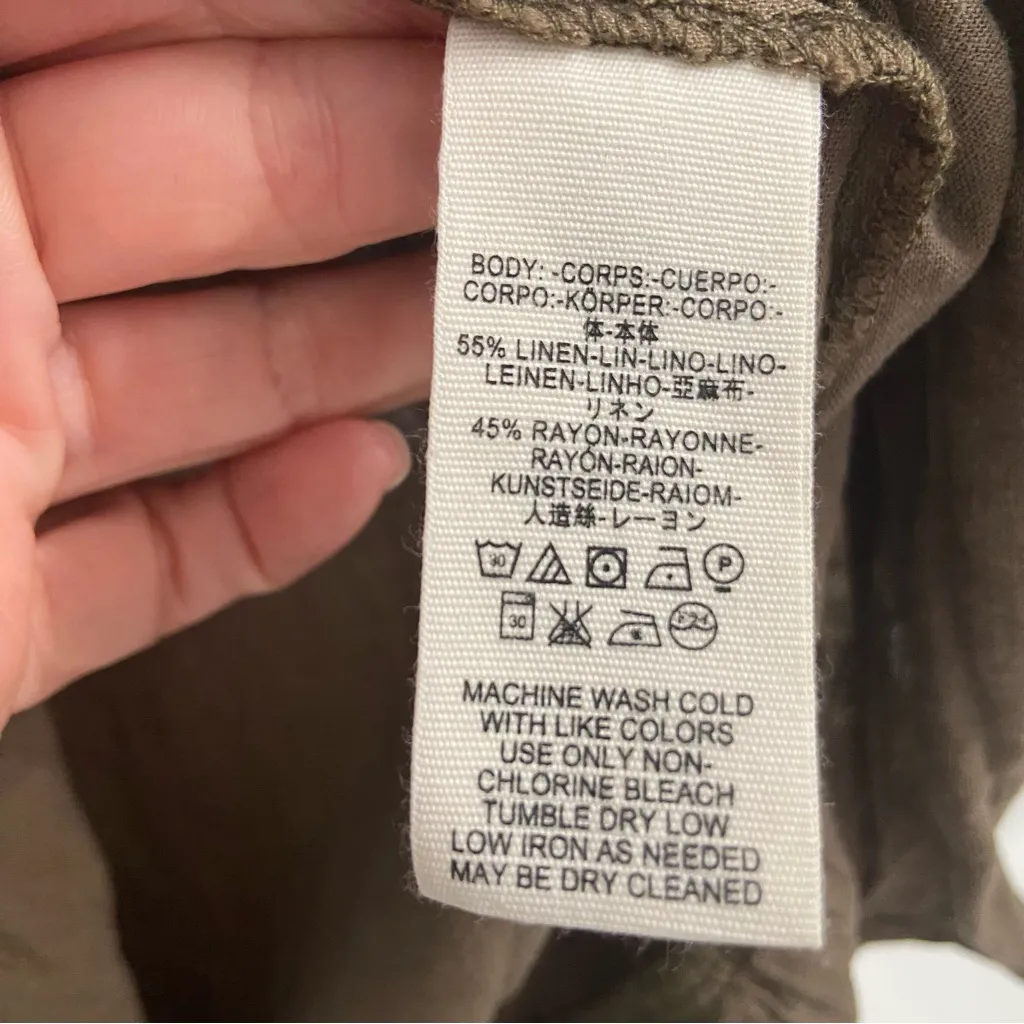 BODY: -CORPS:-CUERPO:-
CORPO:-KÖRPER:-CORPO:-
体-本体
55% LINEN-LIN-LINO-LINO-
LEINEN-LINHO-亞麻布-
リネン
45% RAYON-RAYONNE-
RAYÓN-RAION-
KUNSTSEIDE-RAIOM-
人造絲-レーヨン
30 P
30
MACHINE WASH COLD
WITH LIKE COLORS
USE ONLY NON-
CHLORINE BLEACH
TUMBLE DRY LOW
LOW IRON AS NEEDED
MAY BE DRY CLEANED